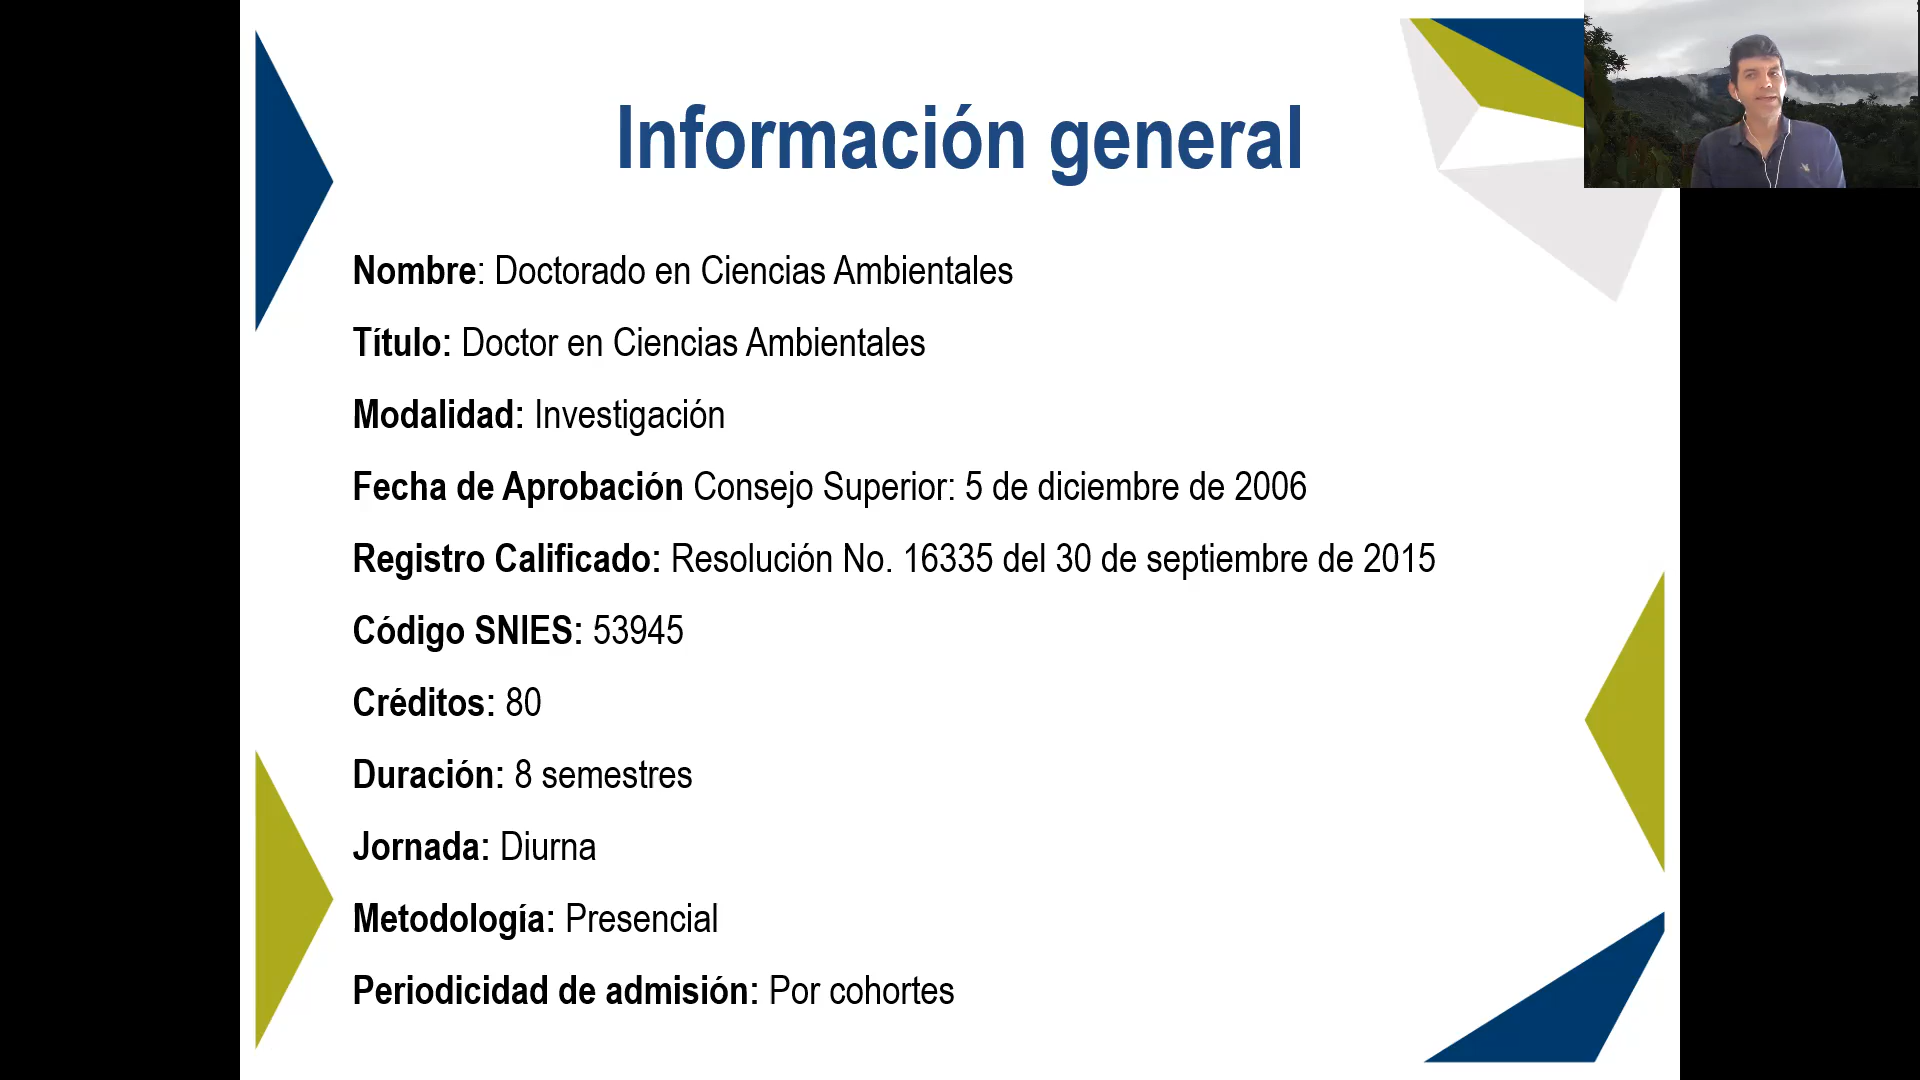 Información general
Nombre: Doctorado en Ciencias Ambientales
Título: Doctor en Ciencias Ambientales
Modalidad: Investigación
Fecha de Aprobación Consejo Superior: 5 de diciembre de 2006
Registro Calificado: Resolución No. 16335 del 30 de septiembre de 2015
Código SNIES: 53945
Créditos: 80
Duración: 8 semestres
Jornada: Diurna
Metodología: Presencial
Periodicidad de admisión: Por cohortes